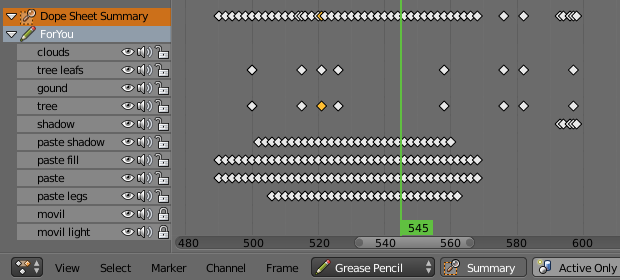 Dope Sheet Summary
ForYou
clouds
tree leafs
gound
tree
shadow
paste shadow
paste fill
paste
paste legs
movil
movil light
545
480 500 520 540 560 580 600
View Select Marker Channel Frame Grease Pencil Summary Active Only